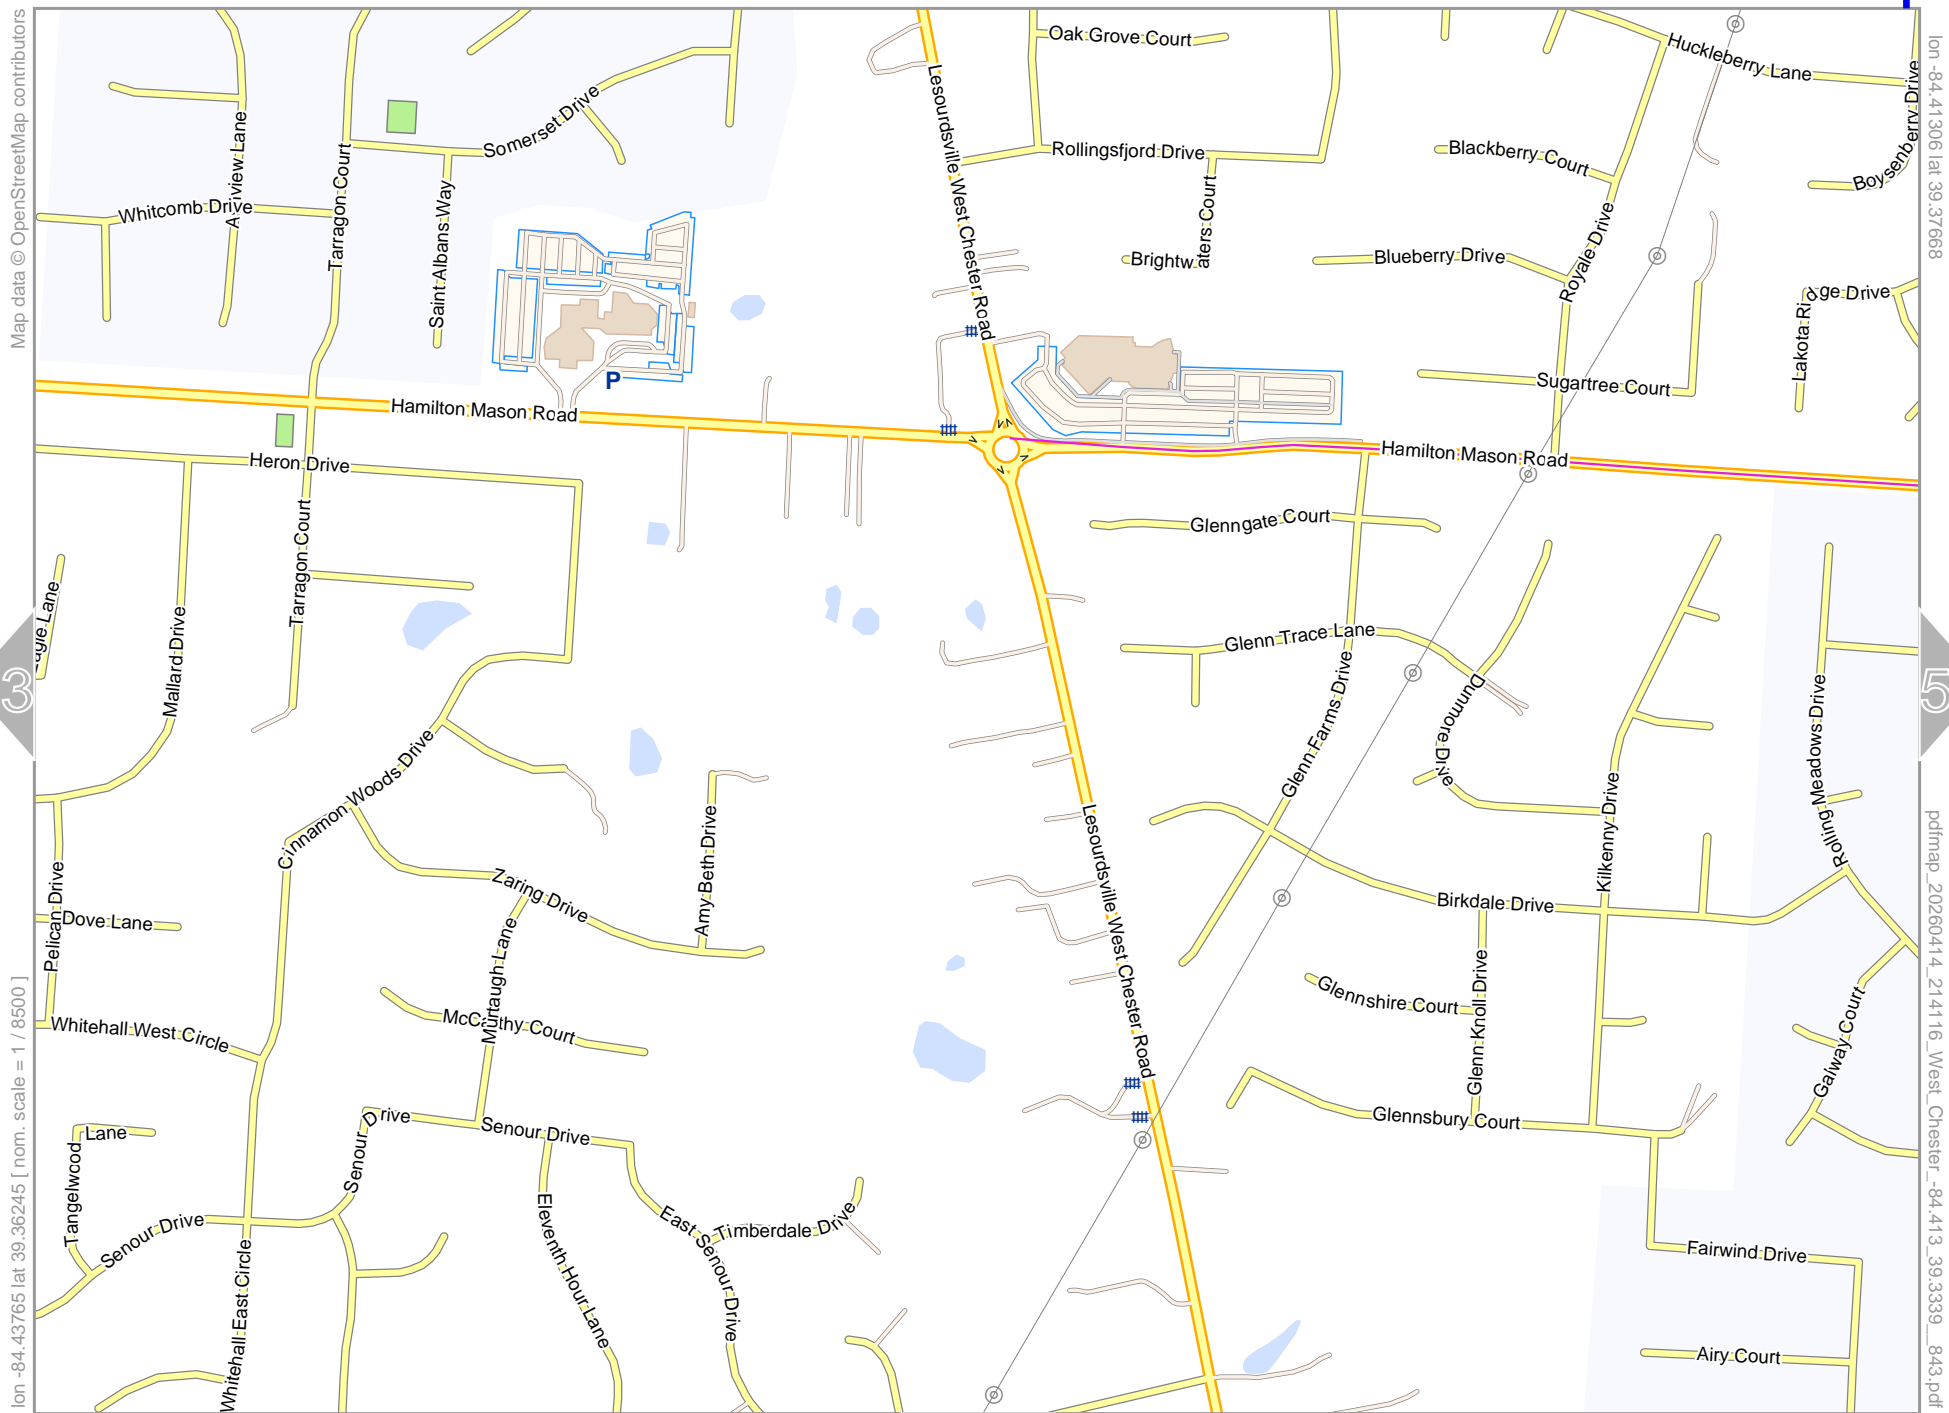 Map data © OpenStreetMap contributors
lon -84.43765 lat 39.36245 [ nom. scale = 1 / 8500 ]
lon -84.41306 lat 39.37668
pdfmap_20260414_214116_West_Chester_-84.413_39.3339__843.pdf
3
5
Oak Grove Court
Huckleberry Lane
Boysenberry Drive
Somerset Drive
Lesourdsville West Chester Road
Rollingsfjord Drive
Blackberry Court
Tarragon Court
Whitcomb Drive
Saint Albans Way
Brightwaters Court
Blueberry Drive
Royale Drive
Lakota Ridge Drive
Sugartree Court
P
Hamilton Mason Road
Hamilton Mason Road
Heron Drive
Tarragon Court
Glenngate Court
Mallard Drive
Glenn Trace Lane
Glenn Farms Drive
Dunmore Drive
Rolling Meadows Drive
Kilkenny Drive
Cinnamon Woods Drive
Amy Beth Drive
Lesourdsville West Chester Road
Zaring Drive
Birkdale Drive
Pelican Drive
Dove Lane
Murtaugh Lane
McCarthy Court
Whitehall West Circle
Glennshire Court
Glenn Knoll Drive
Galway Court
Glennsbury Court
Senour Drive
Senour Drive
Tangelwood Lane
Senour Drive
Eleventh Hour Lane
East Senour Drive
Timberdale Drive
Whitehall East Circle
Fairwind Drive
Airy Court